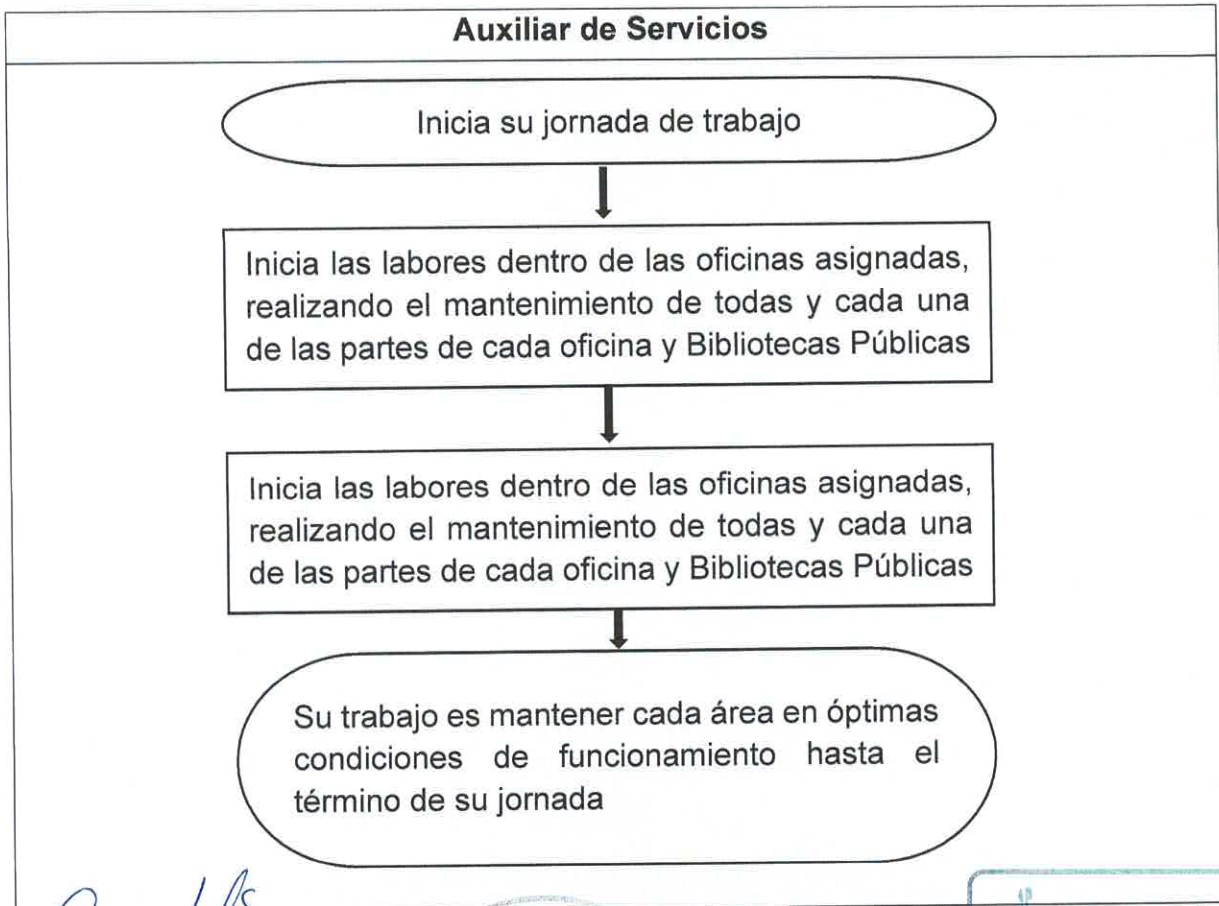 Auxiliar de Servicios
Inicia su jornada de trabajo
Inicia las labores dentro de las oficinas asignadas,
realizando el mantenimiento de todas y cada una
de las partes de cada oficina y Bibliotecas Públicas
Inicia las labores dentro de las oficinas asignadas,
realizando el mantenimiento de todas y cada una
de las partes de cada oficina y Bibliotecas Públicas
Su trabajo es mantener cada área en óptimas
condiciones de funcionamiento hasta el
término de su jornada